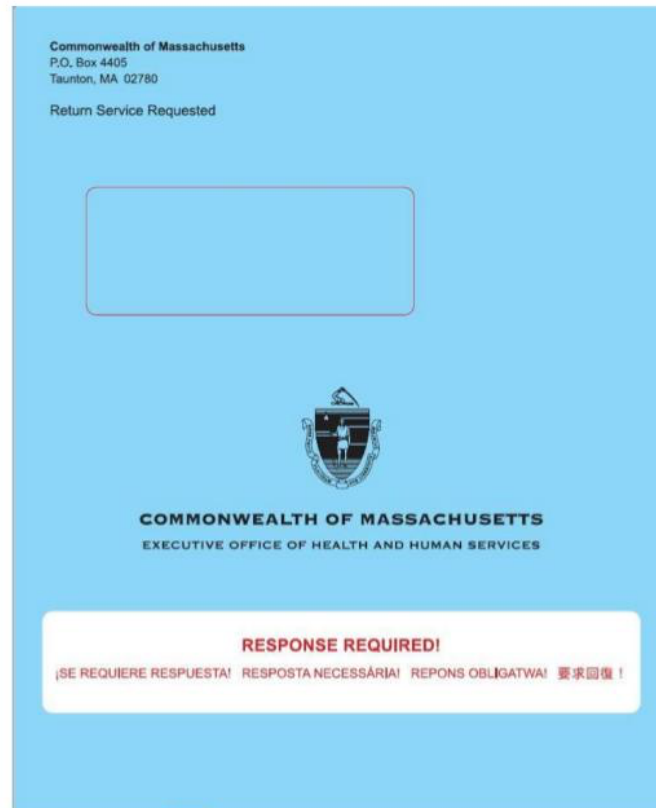 Commonwealth of Massachusetts
P.O. Box 4405
Taunton, MA 02780
Return Service Requested
COMMONWEALTH OF MASSACHUSETTS
EXECUTIVE OFFICE OF HEALTH AND HUMAN SERVICES
RESPONSE REQUIRED!
¡SE REQUIERE RESPUESTA! RESPOSTA NECESSÁRIA! REPONS OBLIGATWA! 要求回復！